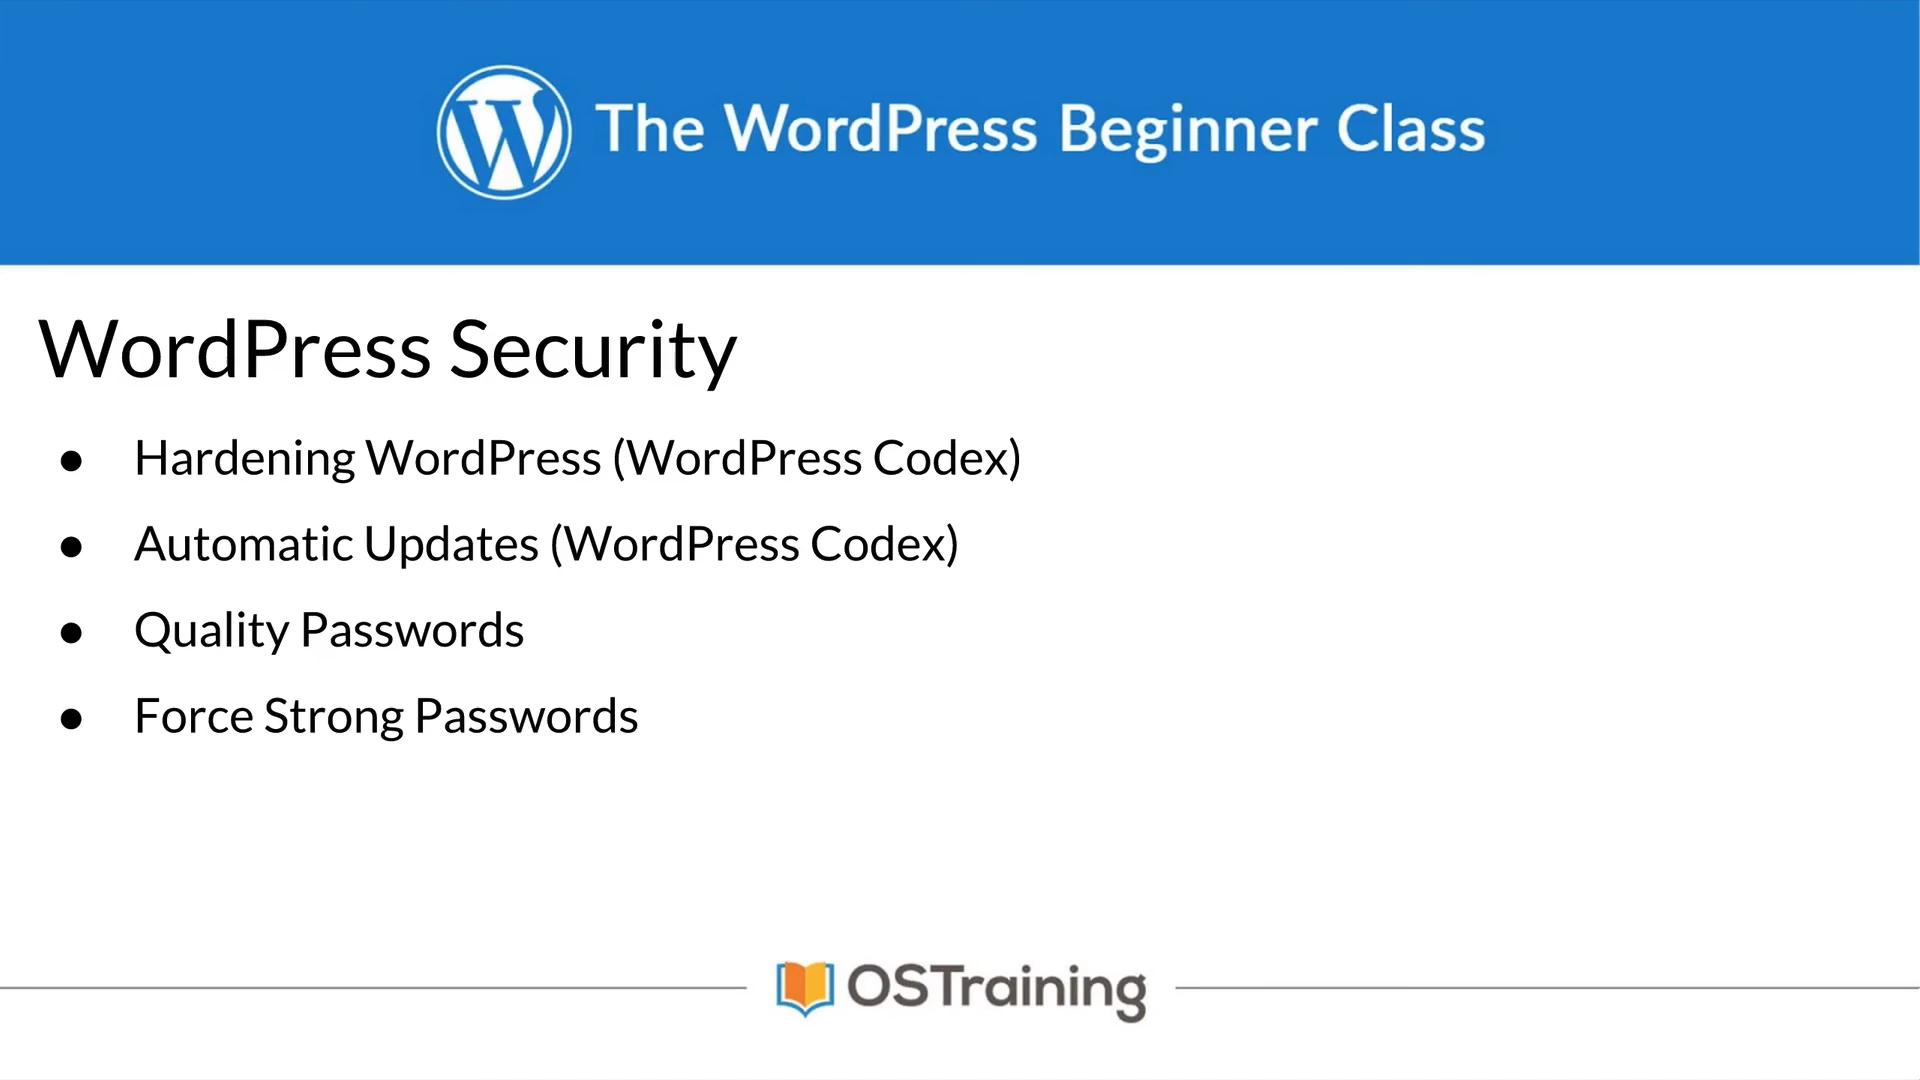 The WordPress Beginner Class
WordPress Security
● Hardening WordPress (WordPress Codex)
● Automatic Updates (WordPress Codex)
● Quality Passwords
● Force Strong Passwords
OSTraining